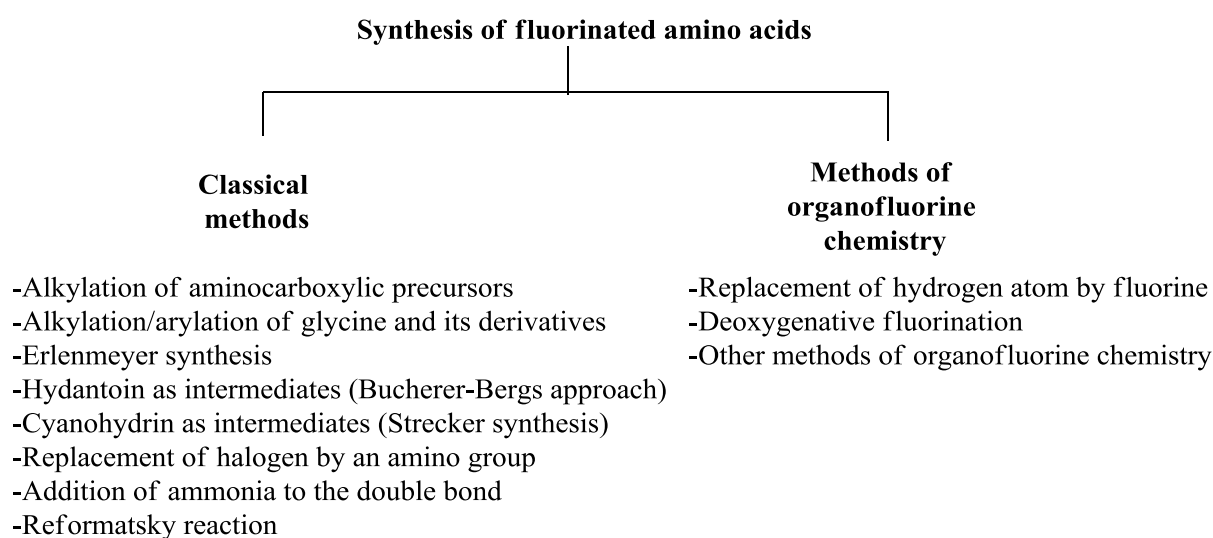 Synthesis of fluorinated amino acids
Classical
methods
-Alkylation of aminocarboxylic precursors
-Alkylation/arylation of glycine and its derivatives
-Erlenmeyer synthesis
-Hydantoin as intermediates (Bucherer-Bergs approach)
-Cyanohydrin as intermediates (Strecker synthesis)
-Replacement of halogen by an amino group
-Addition of ammonia to the double bond
-Reformatsky reaction
Methods of
organofluorine
chemistry
-Replacement of hydrogen atom by fluorine
-Deoxygenative fluorination
-Other methods of organofluorine chemistry